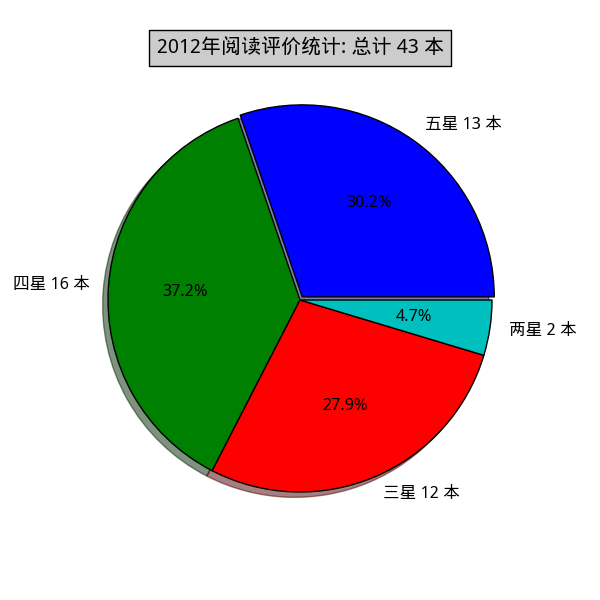 2012年阅读评价统计: 总计 43 本
五星 13 本
30.2%
四星 16 本
37.2%
4.7%
两星 2 本
27.9%
三星 12 本